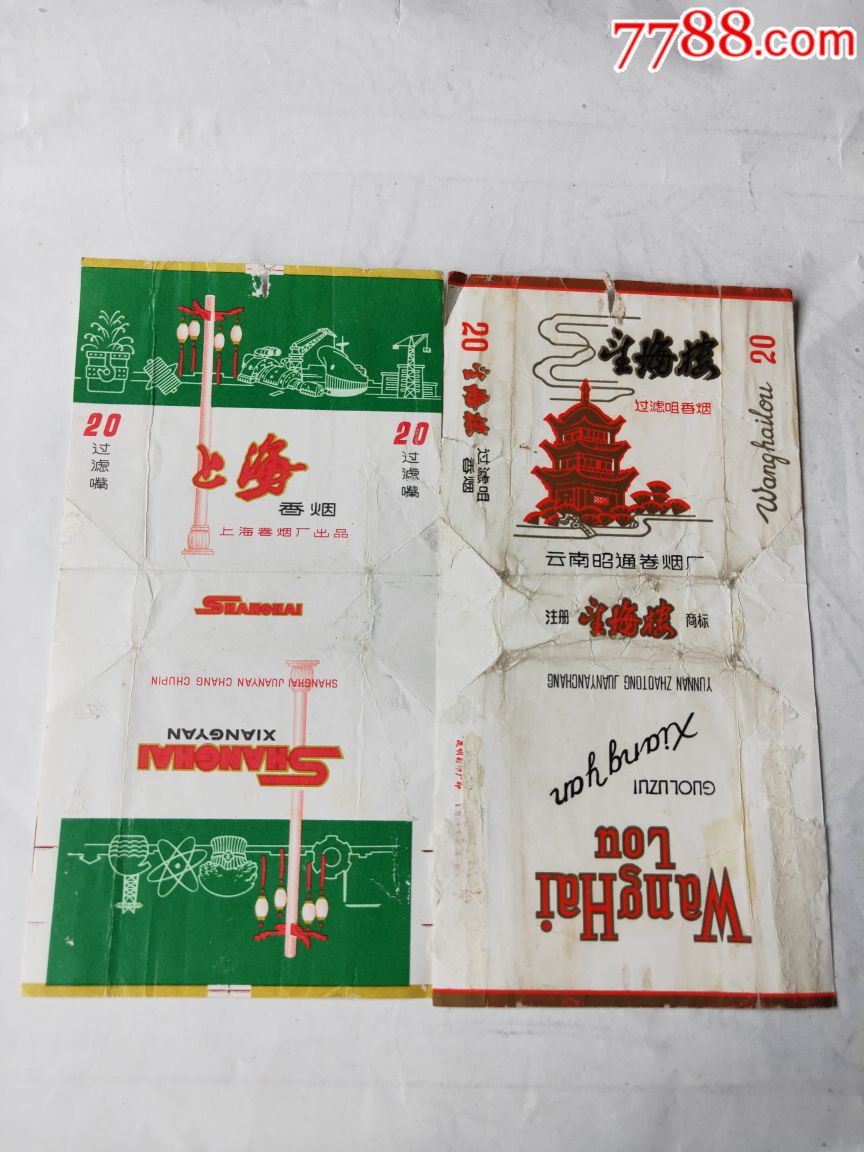 7788.com
20
过滤嘴
上海
香烟
上海卷烟厂出品
20
过滤嘴
SHANGHAI
SHANGHAI JUANYAN CHANG CHUPIN
XIANGYAN
SHANGHAI
20
望海楼
过滤咀
香烟
望海楼
过滤咀香烟
云南昭通卷烟厂
20
Wanghailou
注册
望海楼
商标
YUNNAN ZHAOTONG JUANYANCHANG
Xiangyan
GUOLUZUI
WangHai
Lou